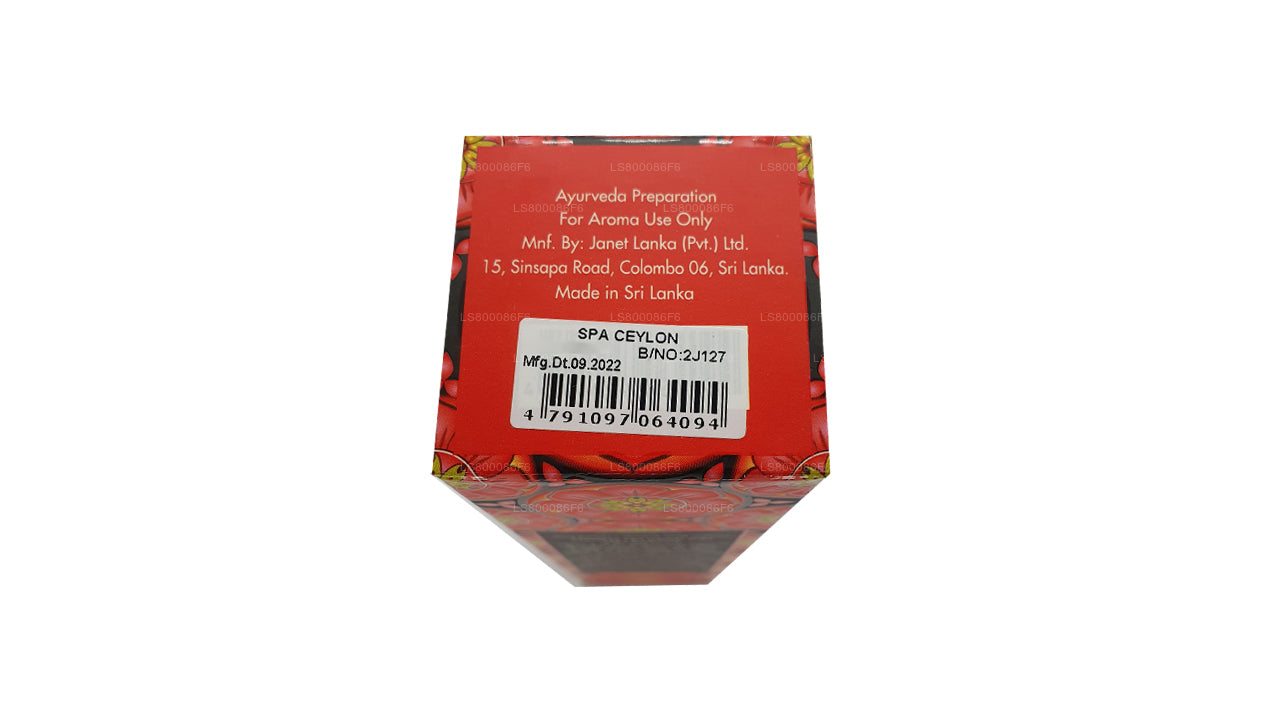 Ayurveda Preparation
For Aroma Use Only
Mnf. By: Janet Lanka (Pvt.) Ltd.
15, Sinsapa Road, Colombo 06, Sri Lanka.
Made in Sri Lanka
SPA CEYLON
B/NO:2J127
Mfg.Dt.09.2022
4 791097 064094
LS800086F6